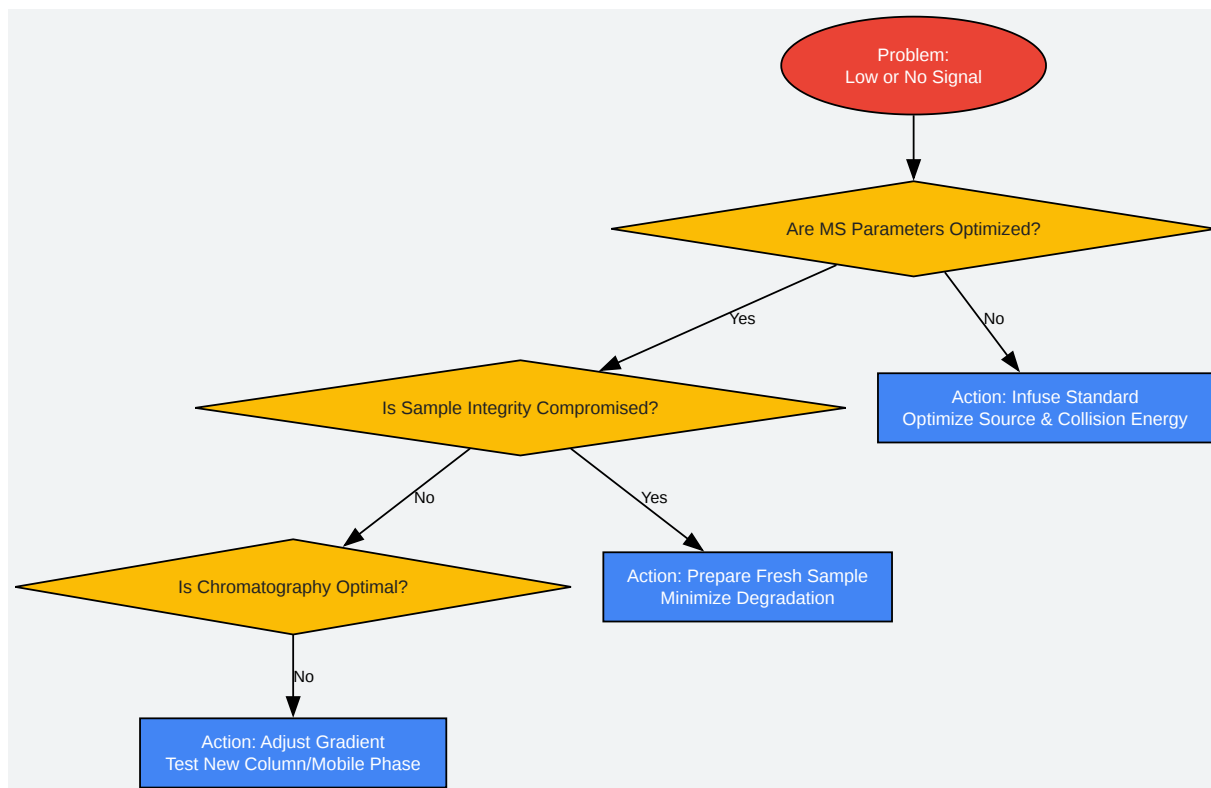 Problem:
Low or No Signal
Are MS Parameters Optimized?
Yes
No
Is Sample Integrity Compromised?
Action: Infuse Standard
Optimize Source & Collision Energy
No
Yes
Is Chromatography Optimal?
Action: Prepare Fresh Sample
Minimize Degradation
No
Action: Adjust Gradient
Test New Column/Mobile Phase